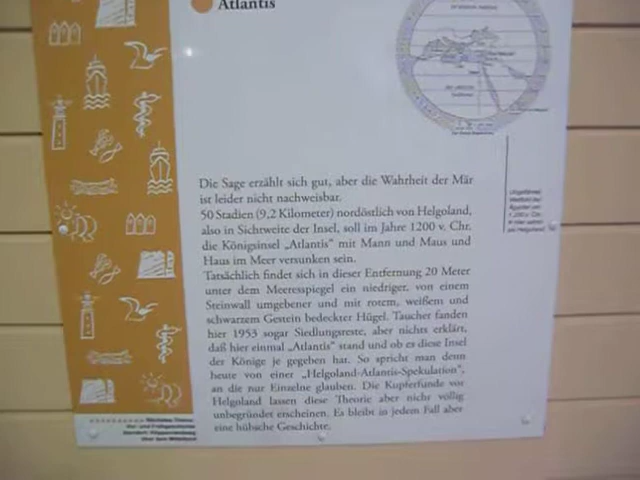 Atlantis
Die Sage erzählt sich gut, aber die Wahrheit der Mär
ist leider nicht nachweisbar.
50 Stadien (9,2 Kilometer) nordöstlich von Helgoland,
also in Sichtweite der Insel, soll im Jahre 1200 v. Chr.
die Königsinsel „Atlantis" mit Mann und Maus und
Haus im Meer versunken sein.
Tatsächlich findet sich in dieser Entfernung 20 Meter
unter dem Meeresspiegel ein niedriger, von einem
Steinwall umgebener und mit rotem, weißem und
schwarzem Gestein bedeckter Hügel. Taucher fanden
hier 1953 sogar Siedlungsreste, aber nichts erklärt,
daß hier einmal „Atlantis" stand und ob es diese Insel
der Könige je gegeben hat. So spricht man denn
heute von einer „Helgoland-Atlantis-Spekulation",
an die nur Einzelne glauben. Die Kupferfunde vor
Helgoland lassen diese Theorie aber nicht völlig
unbegründet erscheinen. Es bleibt in jedem Fall aber
eine hübsche Geschichte.